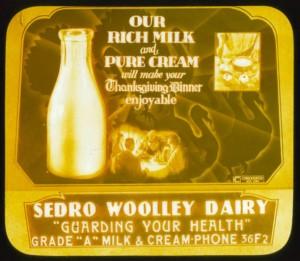 OUR
RICH MILK
and
PURE CREAM
will make your
Thanksgiving Dinner
enjoyable
SEDRO WOOLLEY DAIRY
"GUARDING YOUR HEALTH"
GRADE "A" MILK & CREAM-PHONE 36F2